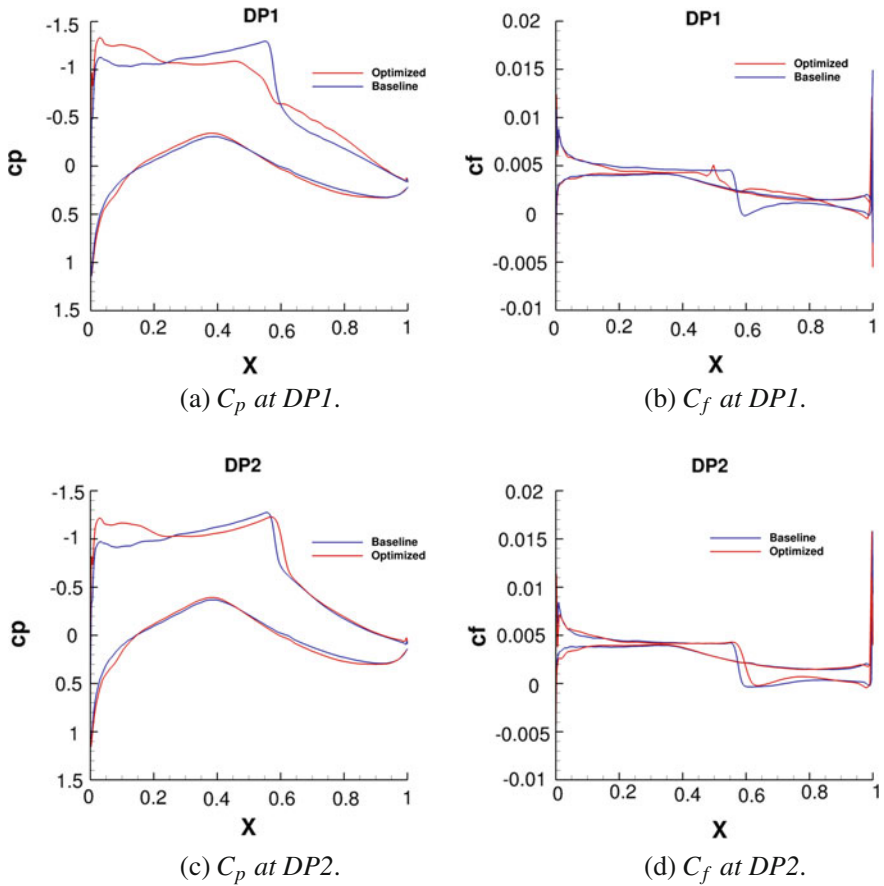 DP1
-1.5
-1
-0.5
0
0.5
1
1.5
cp
0 0.2 0.4 0.6 0.8 1
X
Optimized
Baseline
(a) Cp at DP1.
DP1
0.02
0.015
0.01
0.005
0
-0.005
-0.01
cf
0 0.2 0.4 0.6 0.8 1
X
Optimized
Baseline
(b) Cf at DP1.
DP2
-1.5
-1
-0.5
0
0.5
1
1.5
cp
0 0.2 0.4 0.6 0.8 1
X
Baseline
Optimized
(c) Cp at DP2.
DP2
0.02
0.015
0.01
0.005
0
-0.005
-0.01
cf
0 0.2 0.4 0.6 0.8 1
X
Baseline
Optimized
(d) Cf at DP2.